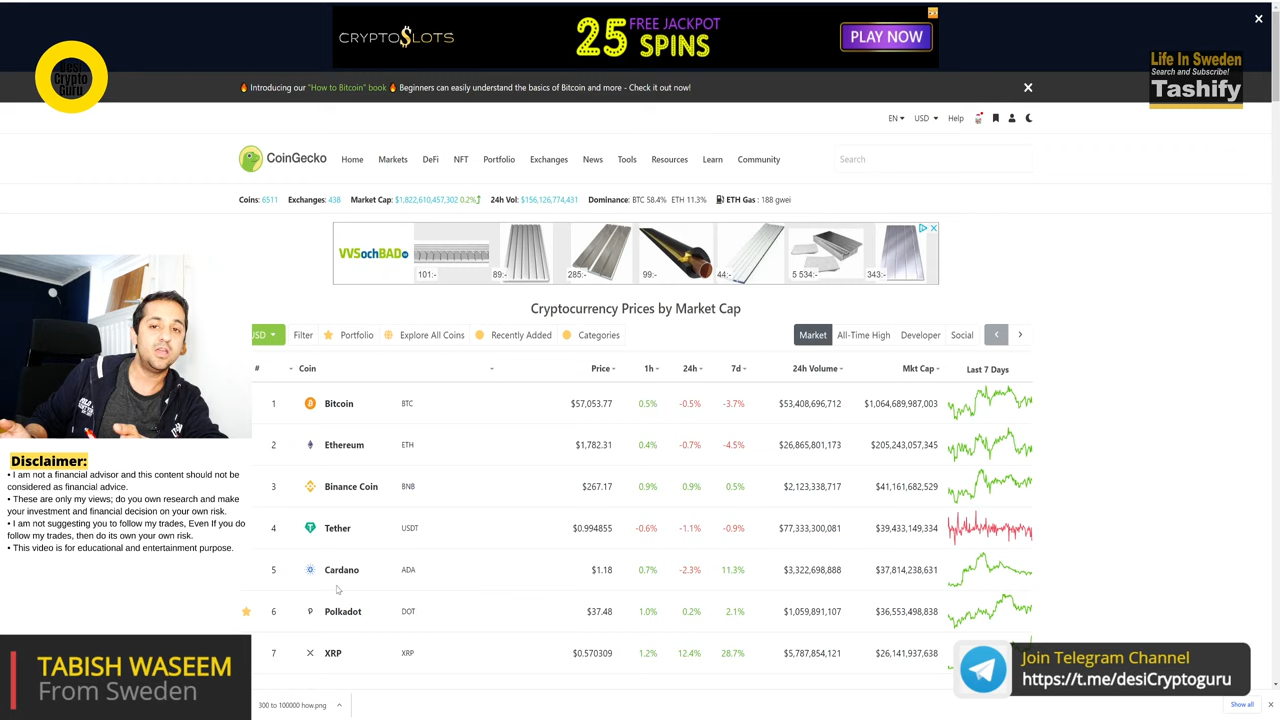 CRYPTO$LOTS
25 FREE JACKPOT SPINS
PLAY NOW
Desi Crypto Guru
Life In Sweden
Search and Subscribe!
Tashify
🔥 Introducing our "How to Bitcoin" book 🔥 Beginners can easily understand the basics of Bitcoin and more - Check it out now!
EN USD Help
CoinGecko Home Markets DeFi NFT Portfolio Exchanges News Tools Resources Learn Community Search
Coins: 6511 Exchanges: 438 Market Cap: $1,822,610,457,302 0.2% 24h Vol: $156,126,774,431 Dominance: BTC 58.4% ETH 11.3% ETH Gas: 188 gwei
VVSochBAD
101:- 89:- 285:- 99:- 44:- 5 534:- 343:-
Cryptocurrency Prices by Market Cap
USD Filter Portfolio Explore All Coins Recently Added Categories Market All-Time High Developer Social
# Coin Price 1h 24h 7d 24h Volume Mkt Cap Last 7 Days
1 Bitcoin BTC $57,053.77 0.5% -0.5% -3.7% $53,408,696,712 $1,064,689,987,003
2 Ethereum ETH $1,782.31 0.4% -0.7% -4.5% $26,865,801,173 $205,243,057,345
3 Binance Coin BNB $267.17 0.9% 0.9% 0.5% $2,123,338,717 $41,161,682,529
4 Tether USDT $0.994855 -0.6% -1.1% -0.9% $77,333,300,081 $39,433,149,334
5 Cardano ADA $1.18 0.7% -2.3% 11.3% $3,322,698,888 $37,814,238,631
6 Polkadot DOT $37.48 1.0% 0.2% 2.1% $1,059,891,107 $36,553,498,838
7 XRP XRP $0.570309 1.2% 12.4% 28.7% $5,787,854,121 $26,141,937,638
Disclaimer:
• I am not a financial advisor and this content should not be
considered as financial advice.
• These are only my views; do you own research and make
your investment and financial decision on your own risk.
• I am not suggesting you to follow my trades, Even If you do
follow my trades, then do its own your own risk.
• This video is for educational and entertainment purpose.
TABISH WASEEM
From Sweden
Join Telegram Channel
https://t.me/desiCryptoguru
300 to 100000 how.png
Show all